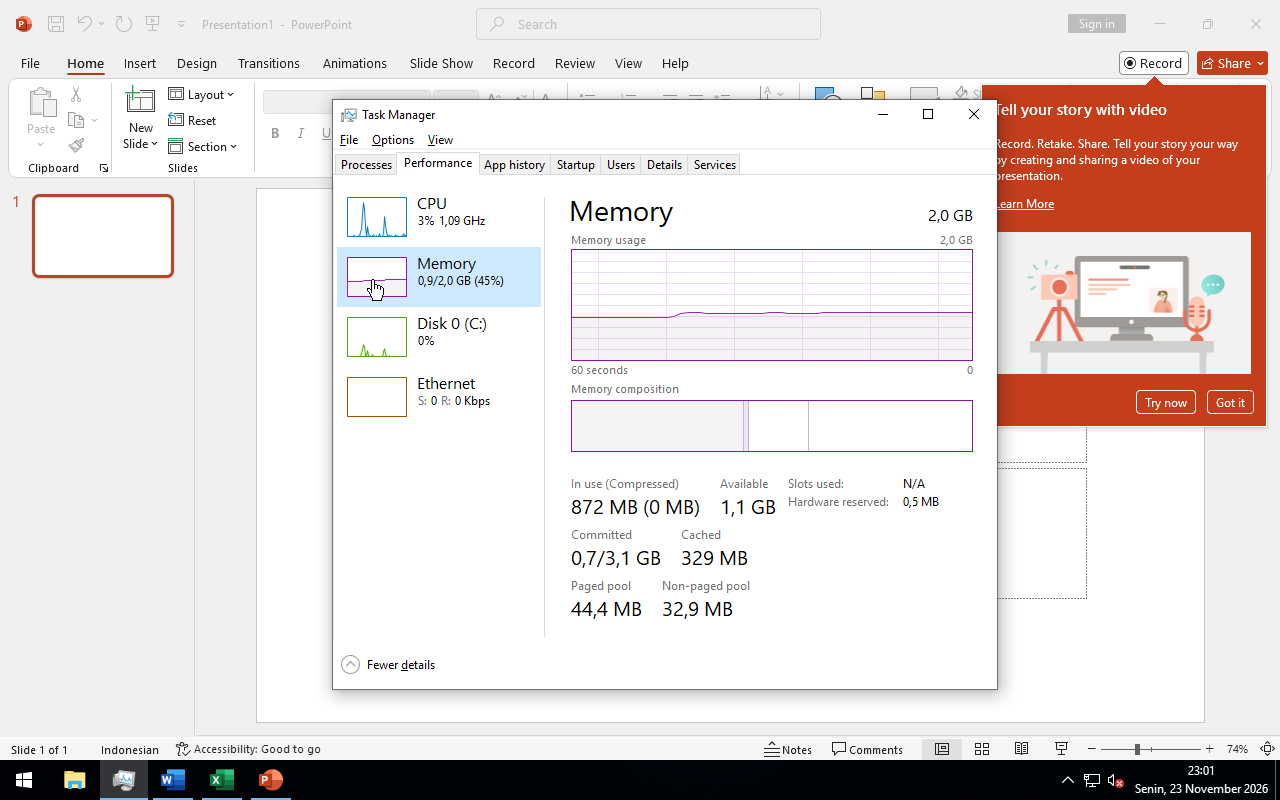 Presentation1 - PowerPoint
Search
Sign in
File
Home
Insert
Design
Transitions
Animations
Slide Show
Record
Review
View
Help
Record
Share
Paste
Clipboard
New
Slide
Layout
Reset
Section
Slides
B I U
Tell your story with video
Record. Retake. Share. Tell your story your way
by creating and sharing a video of your
presentation.
Learn More
Try now
Got it
1
Task Manager
File
Options
View
Processes
Performance
App history
Startup
Users
Details
Services
CPU
3% 1,09 GHz
Memory
0,9/2,0 GB (45%)
Disk 0 (C:)
0%
Ethernet
S: 0 R: 0 Kbps
Memory
2,0 GB
Memory usage
2,0 GB
60 seconds
0
Memory composition
In use (Compressed)
872 MB (0 MB)
Available
1,1 GB
Slots used:
N/A
Hardware reserved:
0,5 MB
Committed
0,7/3,1 GB
Cached
329 MB
Paged pool
44,4 MB
Non-paged pool
32,9 MB
Fewer details
Slide 1 of 1
Indonesian
Accessibility: Good to go
Notes
Comments
74%
23:01
Senin, 23 November 2026